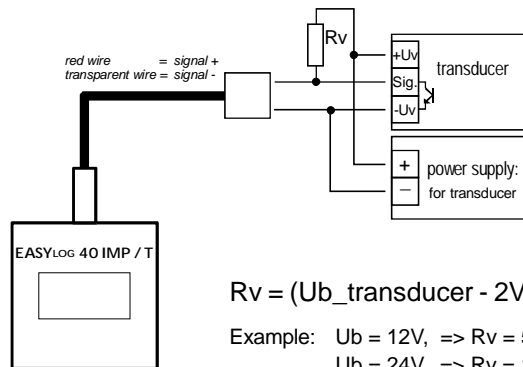 Rv
+Uv
transducer
red wire = signal +
transparent wire = signal -
Sig.
-Uv
+ power supply:
– for transducer
EASYLOG 40 IMP / T
Rv = (Ub_transducer - 2V
Example: Ub = 12V, => Rv =
Ub = 24V, => Rv =